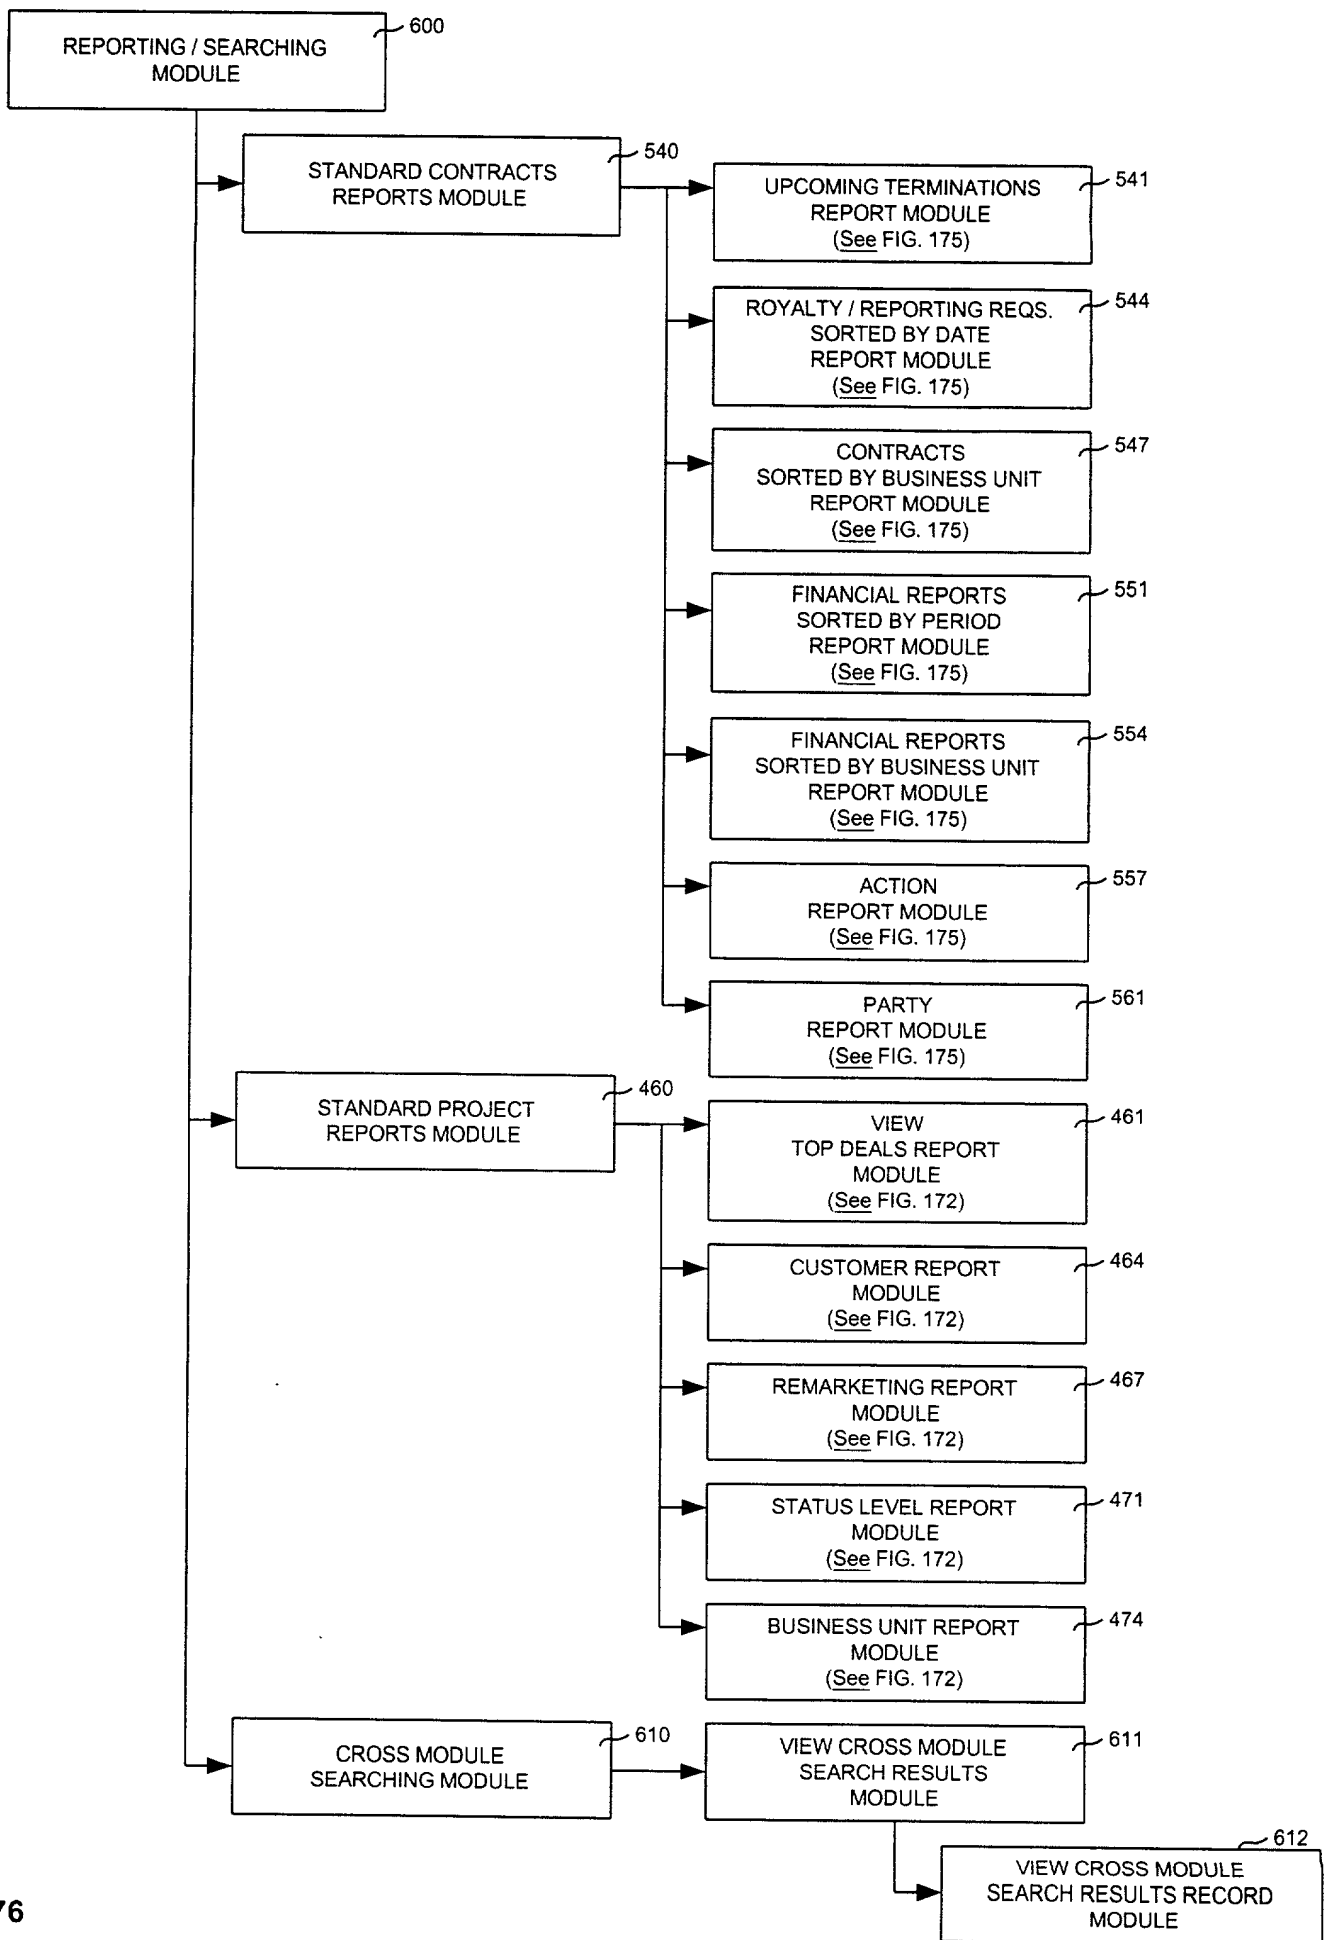 600
REPORTING / SEARCHING
MODULE
540
STANDARD CONTRACTS
REPORTS MODULE
541
UPCOMING TERMINATIONS
REPORT MODULE
(See FIG. 175)
544
ROYALTY / REPORTING REQS.
SORTED BY DATE
REPORT MODULE
(See FIG. 175)
547
CONTRACTS
SORTED BY BUSINESS UNIT
REPORT MODULE
(See FIG. 175)
551
FINANCIAL REPORTS
SORTED BY PERIOD
REPORT MODULE
(See FIG. 175)
554
FINANCIAL REPORTS
SORTED BY BUSINESS UNIT
REPORT MODULE
(See FIG. 175)
557
ACTION
REPORT MODULE
(See FIG. 175)
561
PARTY
REPORT MODULE
(See FIG. 175)
460
STANDARD PROJECT
REPORTS MODULE
461
VIEW
TOP DEALS REPORT
MODULE
(See FIG. 172)
464
CUSTOMER REPORT
MODULE
(See FIG. 172)
467
REMARKETING REPORT
MODULE
(See FIG. 172)
471
STATUS LEVEL REPORT
MODULE
(See FIG. 172)
474
BUSINESS UNIT REPORT
MODULE
(See FIG. 172)
610
CROSS MODULE
SEARCHING MODULE
611
VIEW CROSS MODULE
SEARCH RESULTS
MODULE
612
VIEW CROSS MODULE
SEARCH RESULTS RECORD
MODULE